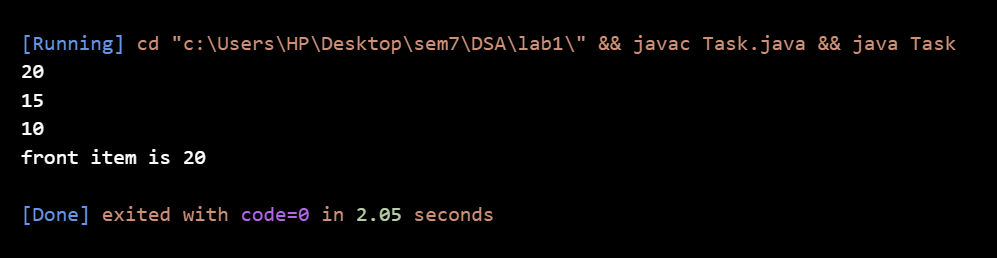 [Running] cd "c:\Users\HP\Desktop\sem7\DSA\lab1\" && javac Task.java && java Task
20
15
10
front item is 20
[Done] exited with code=0 in 2.05 seconds